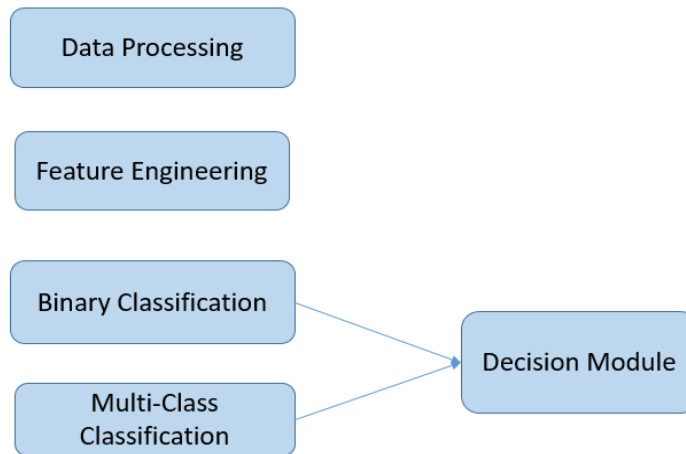 Data Processing
Feature Engineering
Binary Classification
Decision Module
Multi-Class
Classification